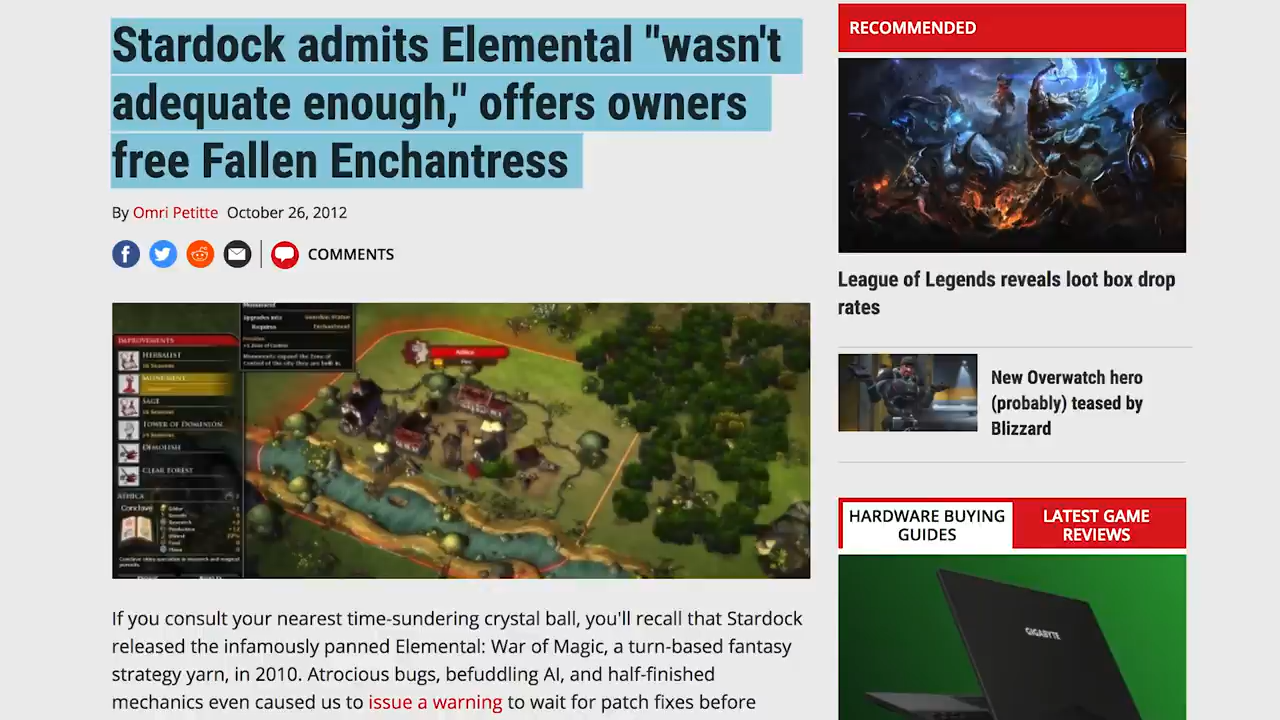 Stardock admits Elemental "wasn't
adequate enough," offers owners
free Fallen Enchantress
By Omri Petitte October 26, 2012
COMMENTS
IMPROVEMENTS
HERBALIST
MONUMENT
SAGE
TOWER OF DOMINION
DEMOLISH
CLEAR FOREST
Conclave
If you consult your nearest time-sundering crystal ball, you'll recall that Stardock
released the infamously panned Elemental: War of Magic, a turn-based fantasy
strategy yarn, in 2010. Atrocious bugs, befuddling AI, and half-finished
mechanics even caused us to issue a warning to wait for patch fixes before
RECOMMENDED
League of Legends reveals loot box drop
rates
New Overwatch hero
(probably) teased by
Blizzard
HARDWARE BUYING
GUIDES
LATEST GAME
REVIEWS
GIGABYTE